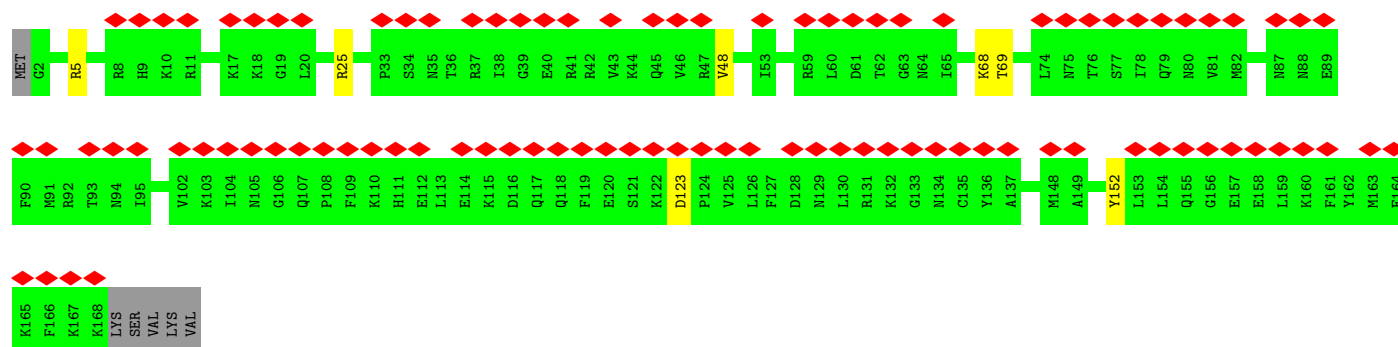 MET G2 R5 R8 H9 K10 R11 K17 K18 G19 L20 R25 P33 S34 N35 T36 R37 I38 G39 E40 R41 R42 V43 K44 Q45 V46 R47 V48 I53 R59 L60 D61 T62 G63 N64 I65 K68 T69 L74 N75 T76 S77 I78 Q79 N80 V81 M82 N87 N88 E89
F90 M91 R92 T93 N94 I95 V102 K103 I104 N105 G106 Q107 P108 F109 K110 H111 E112 L113 E114 K115 D116 Q117 Q118 F119 E120 S121 K122 D123 P124 V125 L126 F127 D128 N129 L130 R131 K132 G133 N134 C135 Y136 A137 M148 A149 Y152 L153 L154 Q155 G156 E157 E158 L159 K160 F161 Y162 M163
K165 F166 K167 K168 LYS SER VAL LYS VAL